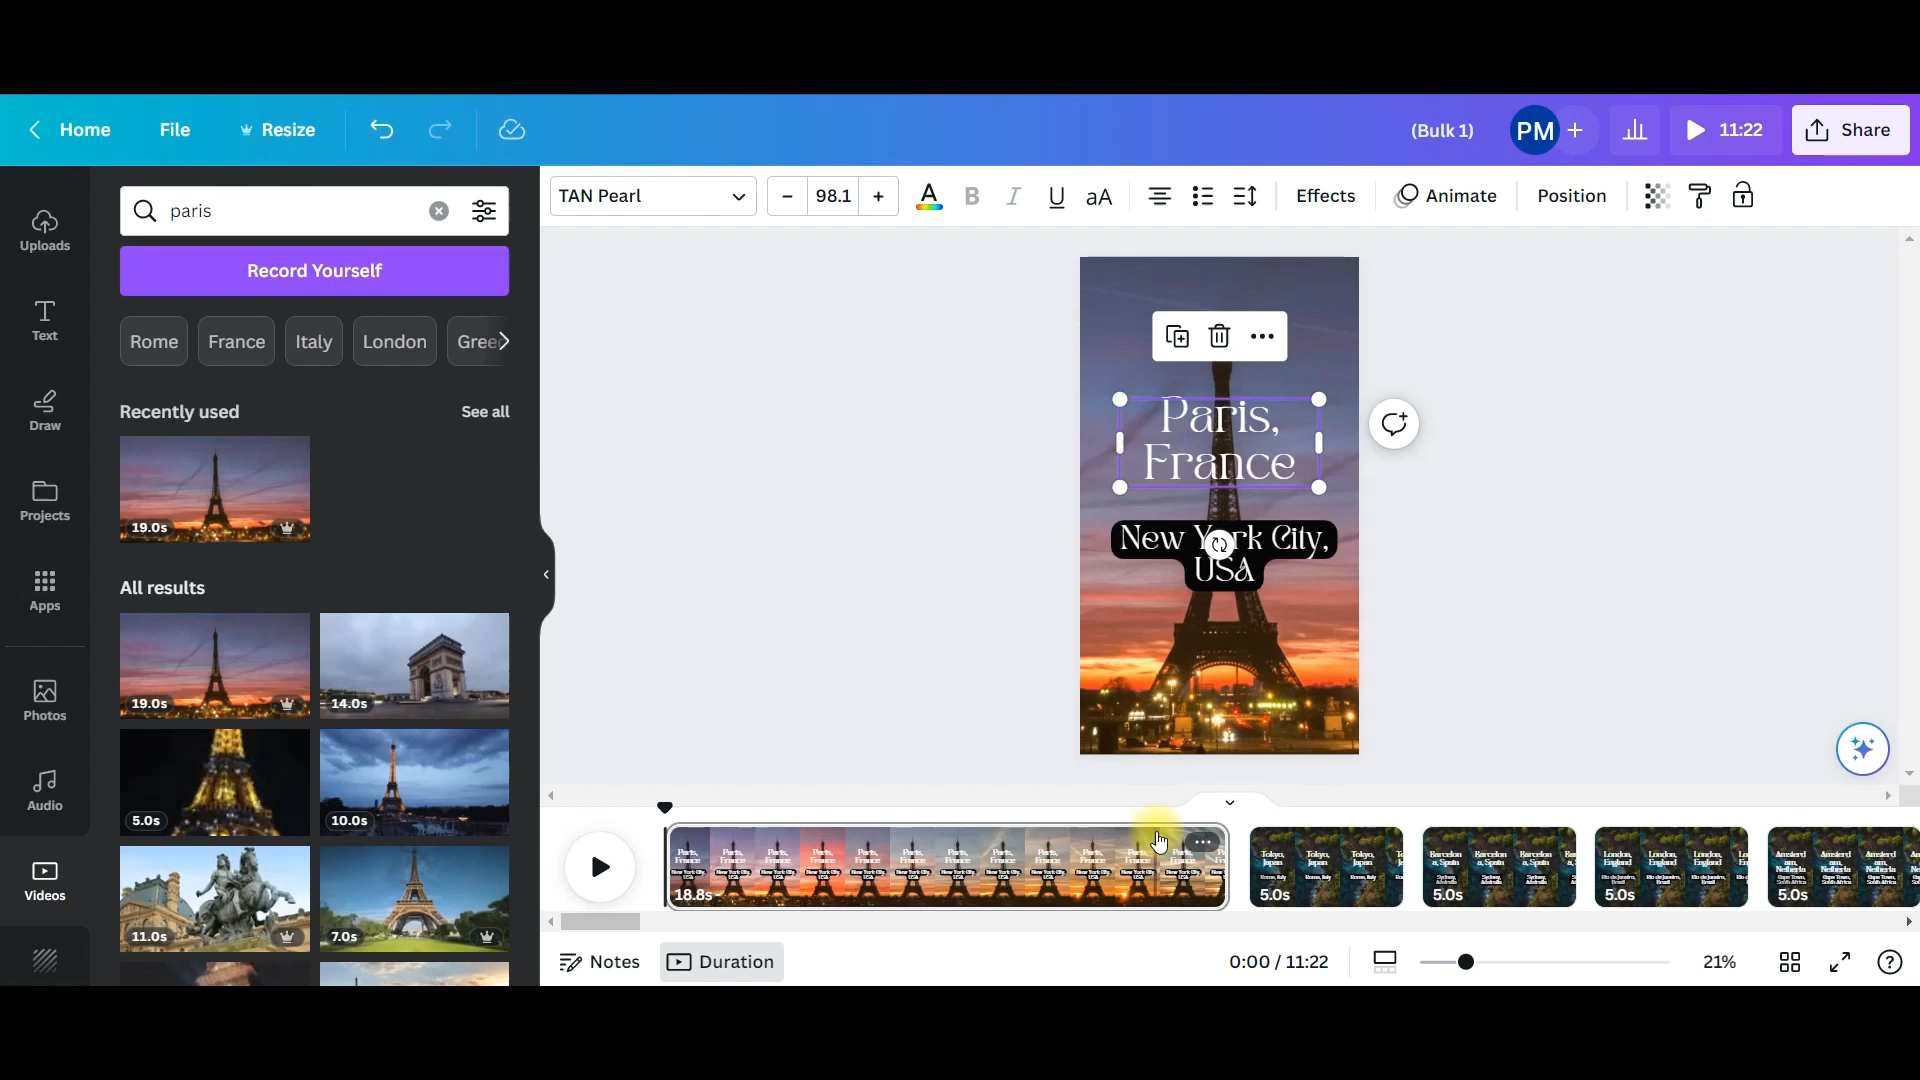 Home File Resize (Bulk 1) PM + 11:22 Share
paris
TAN Pearl - 98.1 + A B I U aA Effects Animate Position
Record Yourself
Rome France Italy London Gree
Recently used See all
19.0s
All results
19.0s 14.0s
5.0s 10.0s
11.0s 7.0s
Uploads
Text
Draw
Projects
Apps
Photos
Audio
Videos
Paris,
France
New York City,
USA
18.8s 5.0s 5.0s 5.0s 5.0s
Notes Duration 0:00 / 11:22 21%